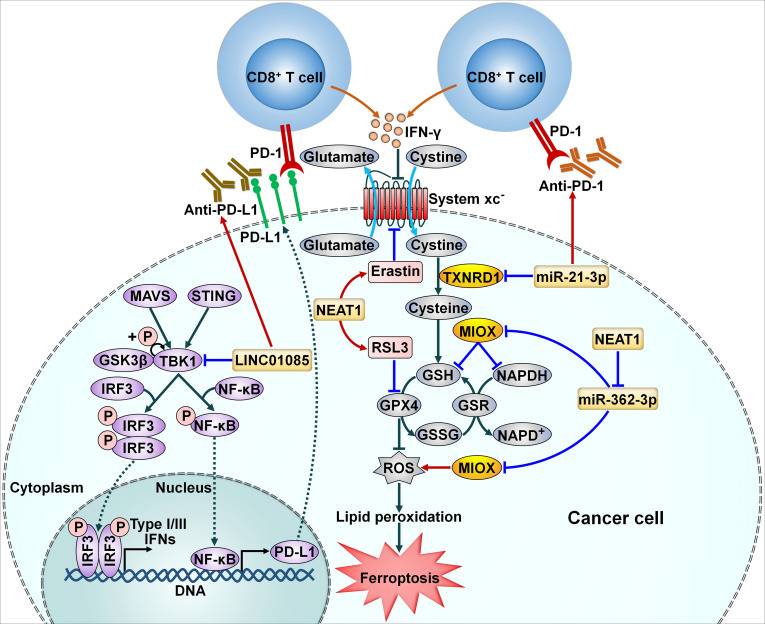 CD8+ T cell
CD8+ T cell
IFN-γ
PD-1
PD-1
Glutamate
Cystine
Anti-PD-1
Anti-PD-L1
System xc-
PD-L1
Glutamate
Cystine
Erastin
TXNRD1
miR-21-3p
MAVS
STING
NEAT1
Cysteine
+ P
MIOX
NEAT1
GSK3β
TBK1
LINC01085
RSL3
GSH
NAPDH
IRF3
NF-κB
miR-362-3p
GPX4
GSR
P
IRF3
P
NF-κB
P
IRF3
GSSG
NAPD+
ROS
MIOX
Cytoplasm
Nucleus
Lipid peroxidation
Cancer cell
P
P
Type I/III
IFNs
IRF3
IRF3
NF-κB
PD-L1
DNA
Ferroptosis